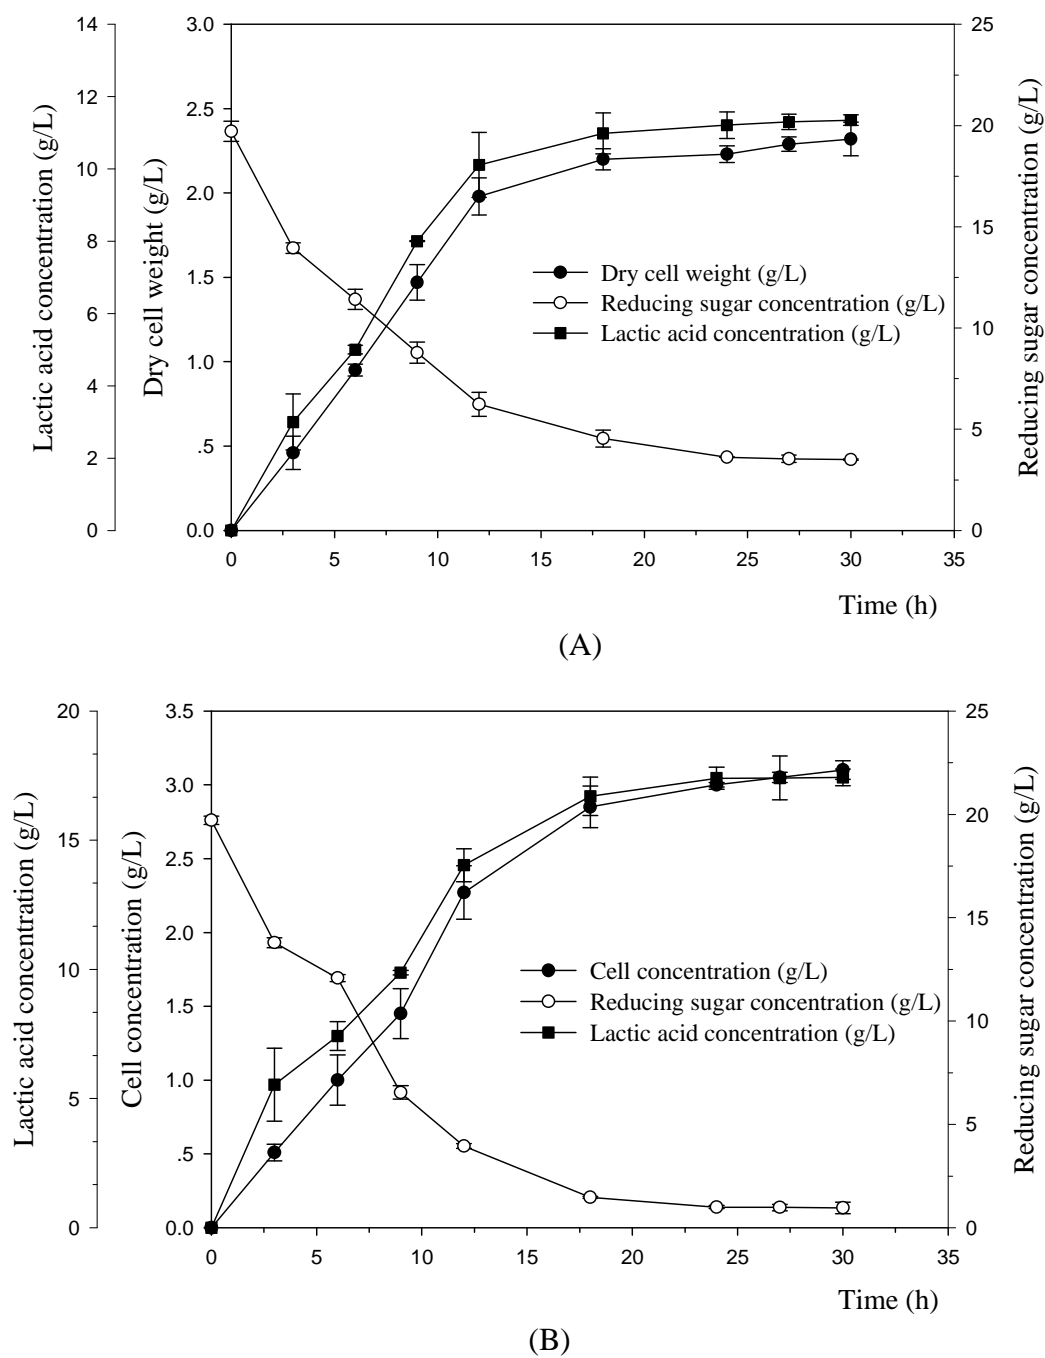 14
12
10
8
6
4
2
0
Lactic acid concentration (g/L)
3.0
2.5
2.0
1.5
1.0
.5
0.0
Dry cell weight (g/L)
25
20
15
10
5
0
Reducing sugar concentration (g/L)
Dry cell weight (g/L)
Reducing sugar concentration (g/L)
Lactic acid concentration (g/L)
0 5 10 15 20 25 30 35
Time (h)
(A)
20
15
10
5
0
Lactic acid concentration (g/L)
3.5
3.0
2.5
2.0
1.5
1.0
.5
0.0
Cell concentration (g/L)
25
20
15
10
5
0
Reducing sugar concentration (g/L)
Cell concentration (g/L)
Reducing sugar concentration (g/L)
Lactic acid concentration (g/L)
0 5 10 15 20 25 30 35
Time (h)
(B)